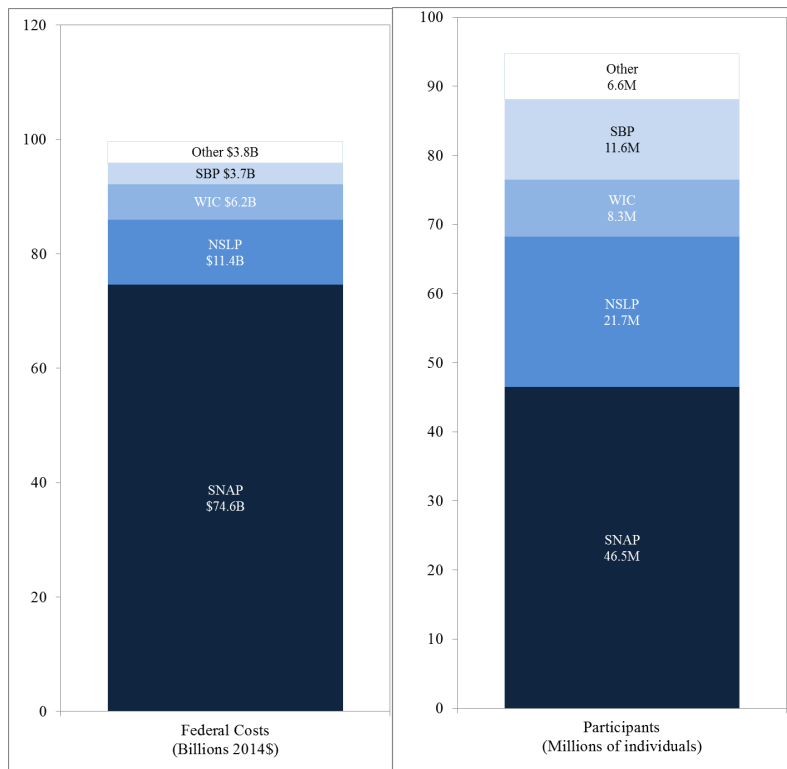 120
100
80
60
40
20
0
Other $3.8B
SBP $3.7B
WIC $6.2B
NSLP
$11.4B
SNAP
$74.6B
Federal Costs
(Billions 2014$)
100
90
80
70
60
50
40
30
20
10
0
Other
6.6M
SBP
11.6M
WIC
8.3M
NSLP
21.7M
SNAP
46.5M
Participants
(Millions of individuals)